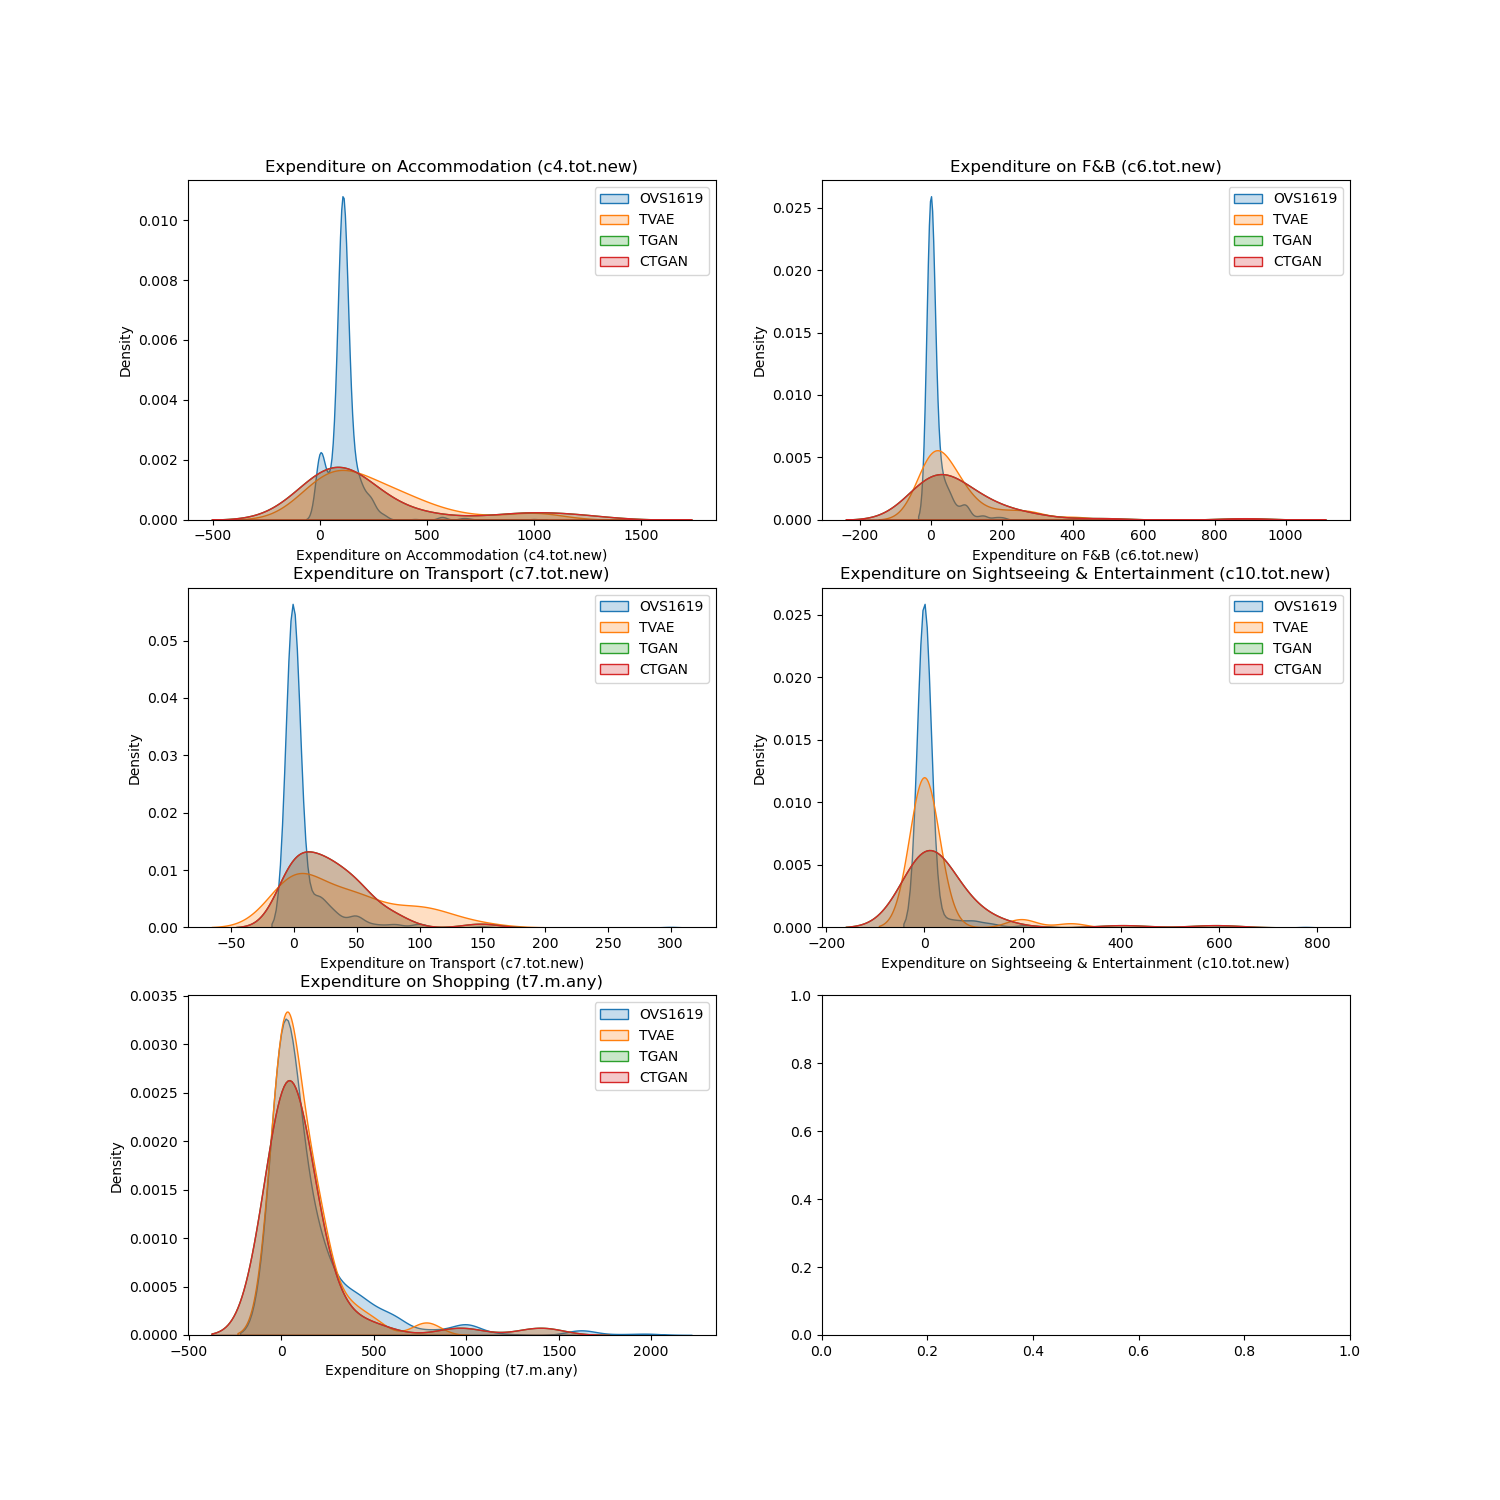 Expenditure on Accommodation (c4.tot.new)
Density
0.010
0.008
0.006
0.004
0.002
0.000
OVS1619
TVAE
TGAN
CTGAN
−500 0 500 1000 1500
Expenditure on Accommodation (c4.tot.new)
Expenditure on F&B (c6.tot.new)
Density
0.025
0.020
0.015
0.010
0.005
0.000
OVS1619
TVAE
TGAN
CTGAN
−200 0 200 400 600 800 1000
Expenditure on F&B (c6.tot.new)
Expenditure on Transport (c7.tot.new)
Density
0.05
0.04
0.03
0.02
0.01
0.00
OVS1619
TVAE
TGAN
CTGAN
−50 0 50 100 150 200 250 300
Expenditure on Transport (c7.tot.new)
Expenditure on Sightseeing & Entertainment (c10.tot.new)
Density
0.025
0.020
0.015
0.010
0.005
0.000
OVS1619
TVAE
TGAN
CTGAN
−200 0 200 400 600 800
Expenditure on Sightseeing & Entertainment (c10.tot.new)
Expenditure on Shopping (t7.m.any)
Density
0.0035
0.0030
0.0025
0.0020
0.0015
0.0010
0.0005
0.0000
OVS1619
TVAE
TGAN
CTGAN
−500 0 500 1000 1500 2000
Expenditure on Shopping (t7.m.any)
1.0
0.8
0.6
0.4
0.2
0.0
0.0 0.2 0.4 0.6 0.8 1.0